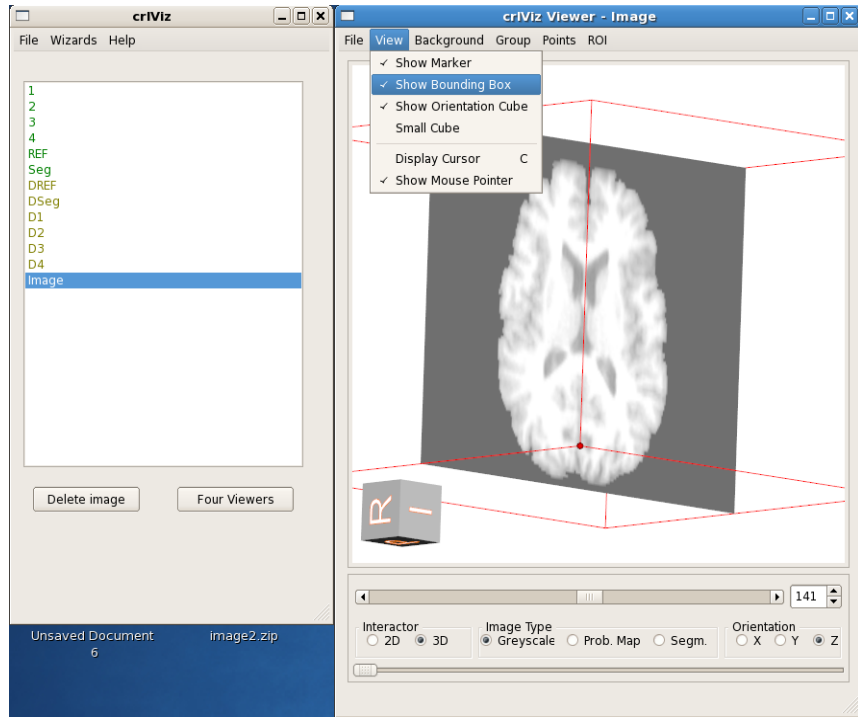 crlViz
File Wizards Help
1
2
3
4
REF
Seg
DREF
DSeg
D1
D2
D3
D4
Image
Delete image
Four Viewers
Unsaved Document
6
image2.zip
crlViz Viewer - Image
File View Background Group Points ROI
Show Marker
Show Bounding Box
Show Orientation Cube
Small Cube
Display Cursor C
Show Mouse Pointer
R
I
141
Interactor
2D 3D
Image Type
Greyscale Prob. Map Segm.
Orientation
X Y Z